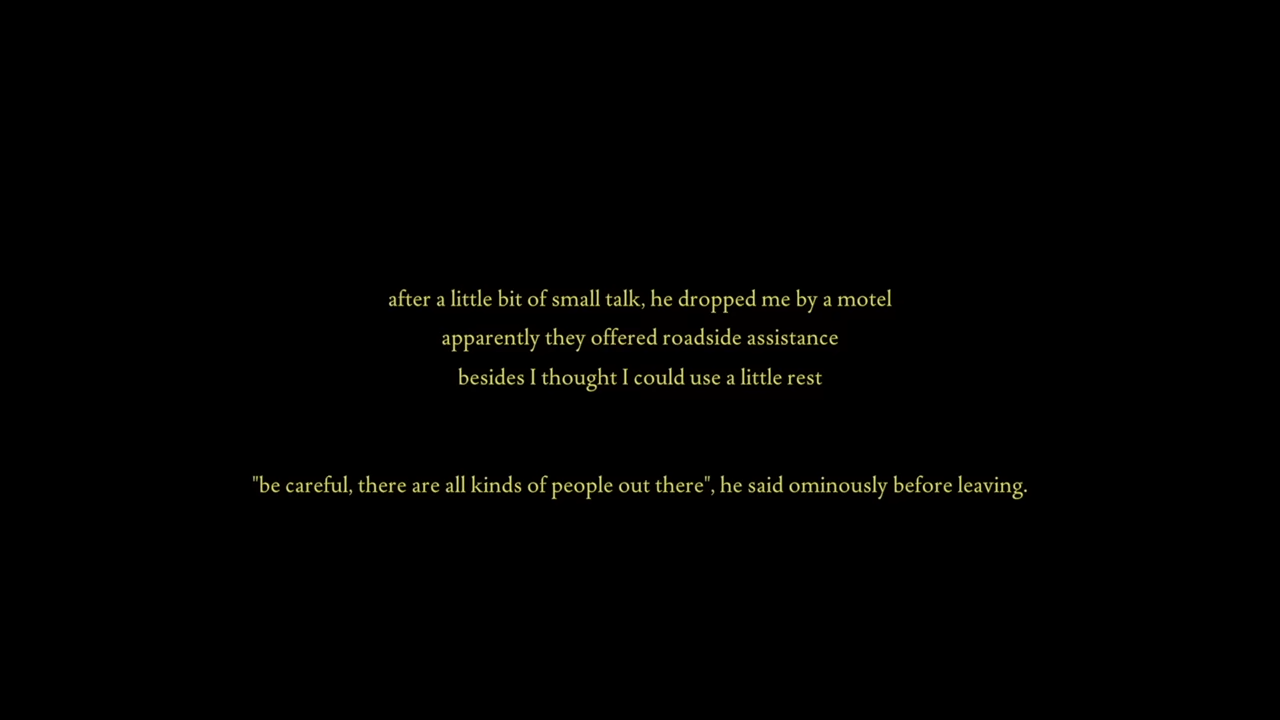 after a little bit of small talk, he dropped me by a motel
apparently they offered roadside assistance
besides I thought I could use a little rest
"be careful, there are all kinds of people out there", he said ominously before leaving.